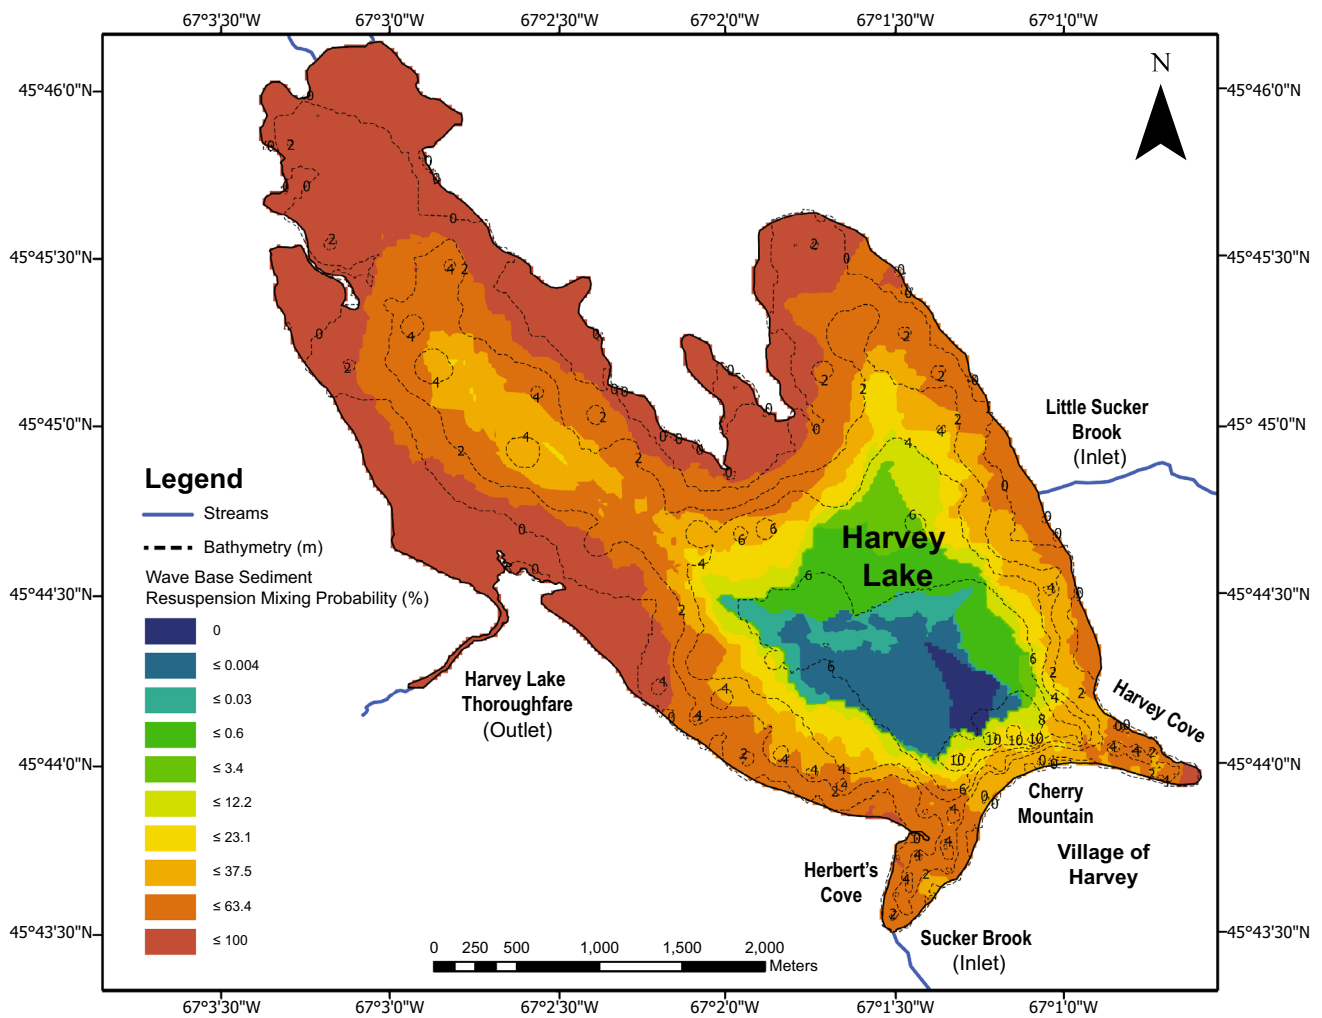 67°3'30"W 67°3'0"W 67°2'30"W 67°2'0"W 67°1'30"W 67°1'0"W
N
45°46'0"N 45°46'0"N
45°45'30"N 45°45'30"N
45°45'0"N 45° 45'0"N
45°44'30"N 45°44'30"N
45°44'0"N 45°44'0"N
45°43'30"N 45°43'30"N
Little Sucker
Brook
(Inlet)
Harvey
Lake
Legend
Streams
Bathymetry (m)
Wave Base Sediment
Resuspension Mixing Probability (%)
0
≤ 0.004
≤ 0.03
≤ 0.6
≤ 3.4
≤ 12.2
≤ 23.1
≤ 37.5
≤ 63.4
≤ 100
Harvey Lake
Thoroughfare
(Outlet)
Harvey Cove
Cherry
Mountain
Village of
Harvey
Herbert's
Cove
Sucker Brook
(Inlet)
0 250 500 1,000 1,500 2,000
Meters
67°3'30"W 67°3'0"W 67°2'30"W 67°2'0"W 67°1'30"W 67°1'0"W